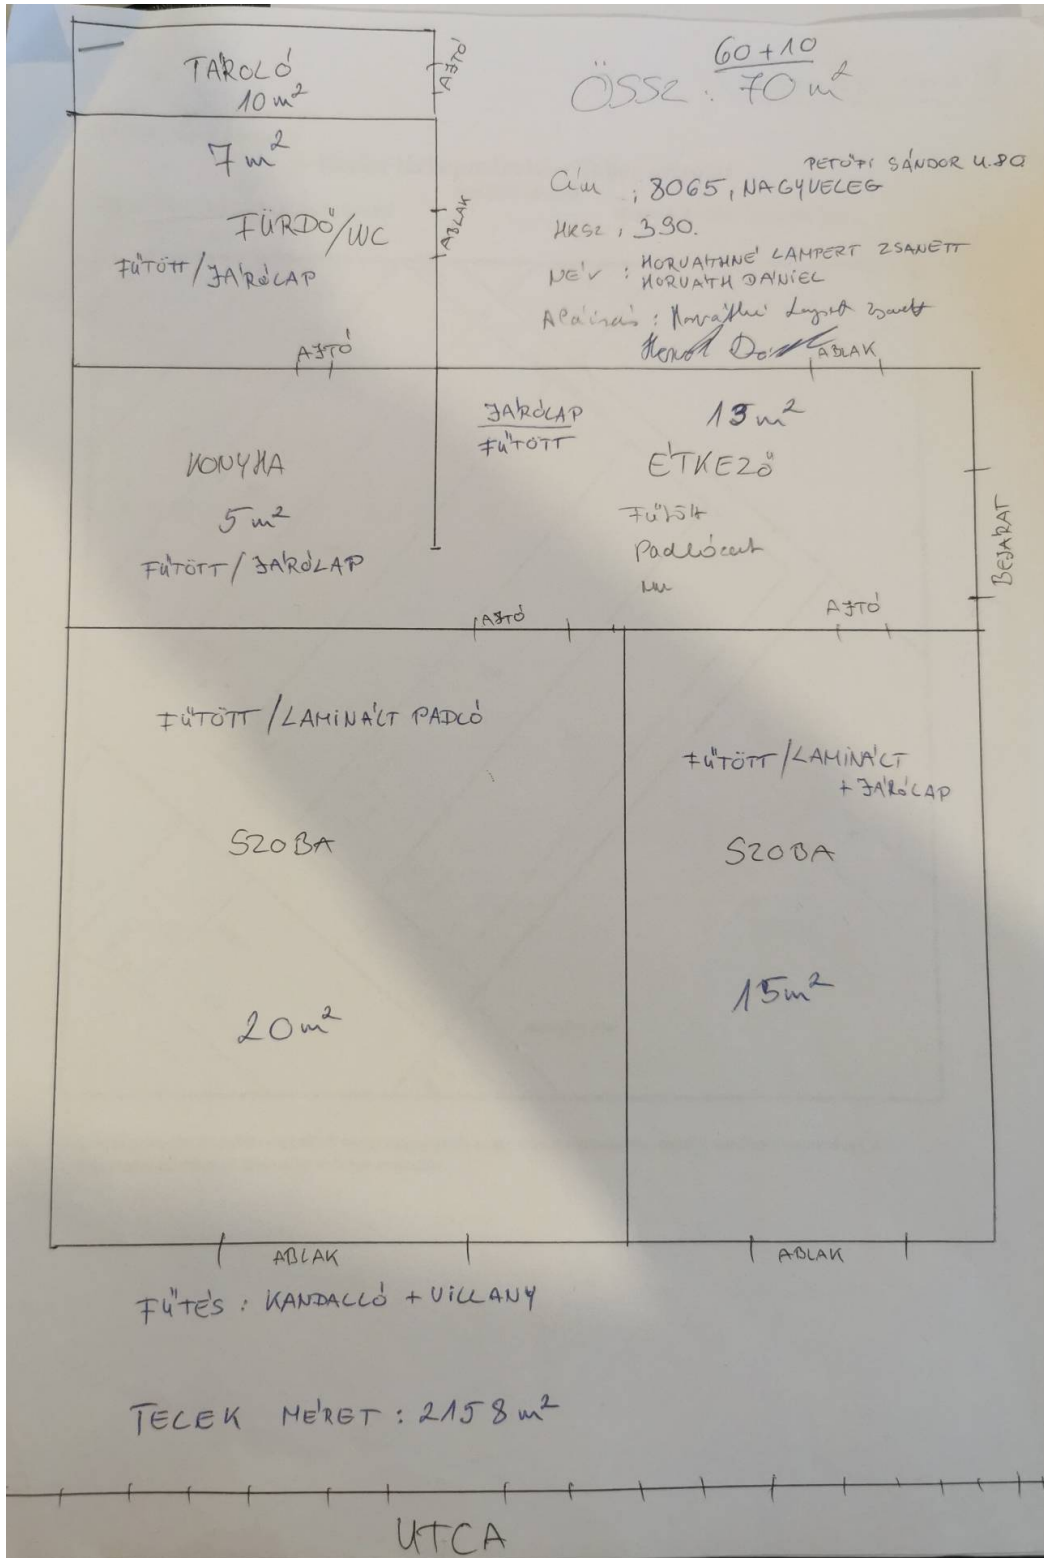 TÁROLÓ
10 m²
AJTÓ
60+10
ÖSSZ: 70 m²
7 m²
FÜRDŐ/WC
FŰTÖTT/JÁRÓLAP
ABLAK
AJTÓ
PETŐFI SÁNDOR U.
Cím: 8065, NAGYVELEG
HRSZ: 390.
NÉV: HORVÁTHNÉ LAMPERT ZSANETT
HORVÁTH DÁNIEL
Aláírás: Horváthné Lampert Zsanett
ABLAK
KONYHA
5 m²
FŰTÖTT/JÁRÓLAP
JÁRÓLAP
FŰTÖTT
13 m²
ÉTKEZŐ
Fűtött
BEJÁRAT
AJTÓ
AJTÓ
FŰTÖTT/LAMINÁLT PADLÓ
SZOBA
20 m²
FŰTÖTT/LAMINÁLT
+ JÁRÓLAP
SZOBA
15 m²
ABLAK
ABLAK
FŰTÉS: KANDALLÓ + VILLANY
TELEK MÉRET: 2158 m²
UTCA